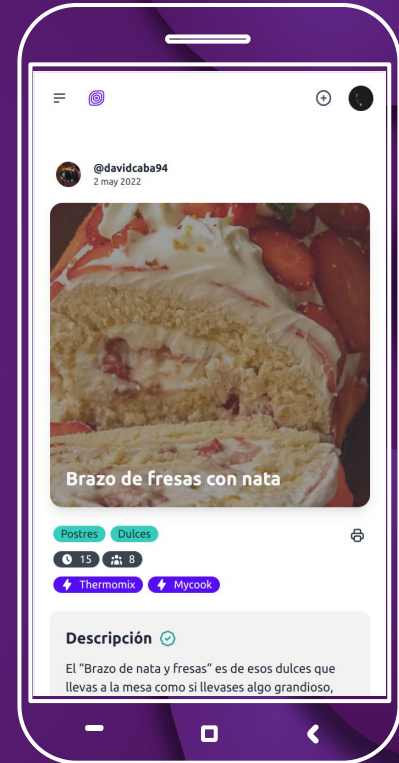 @davidcaba94
2 may 2022
Brazo de fresas con nata
Postres Dulces
15 8
Thermomix Mycook
Descripción
El “Brazo de nata y fresas” es de esos dulces que
llevas a la mesa como si llevases algo grandioso,